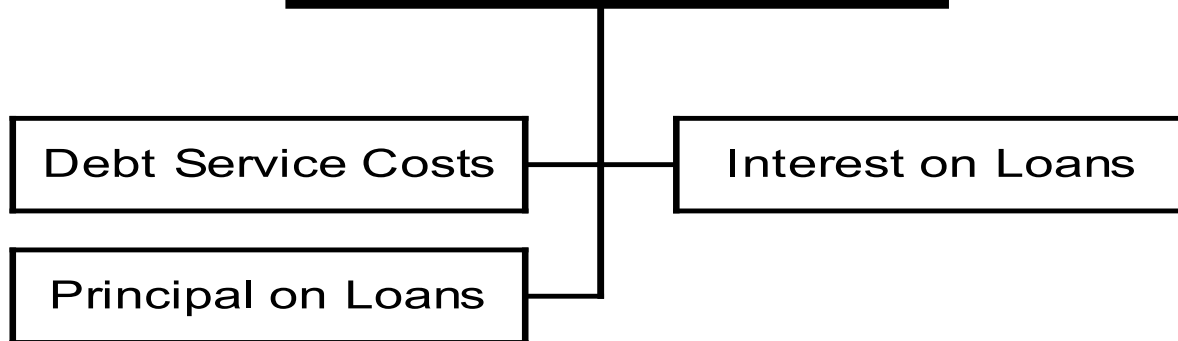 Debt Service Costs
Interest on Loans
Principal on Loans